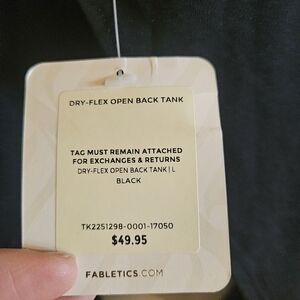 DRY-FLEX OPEN BACK TANK
TAG MUST REMAIN ATTACHED
FOR EXCHANGES & RETURNS
DRY-FLEX OPEN BACK TANK | L
BLACK
TK2251298-0001-17050
$49.95
FABLETICS.COM